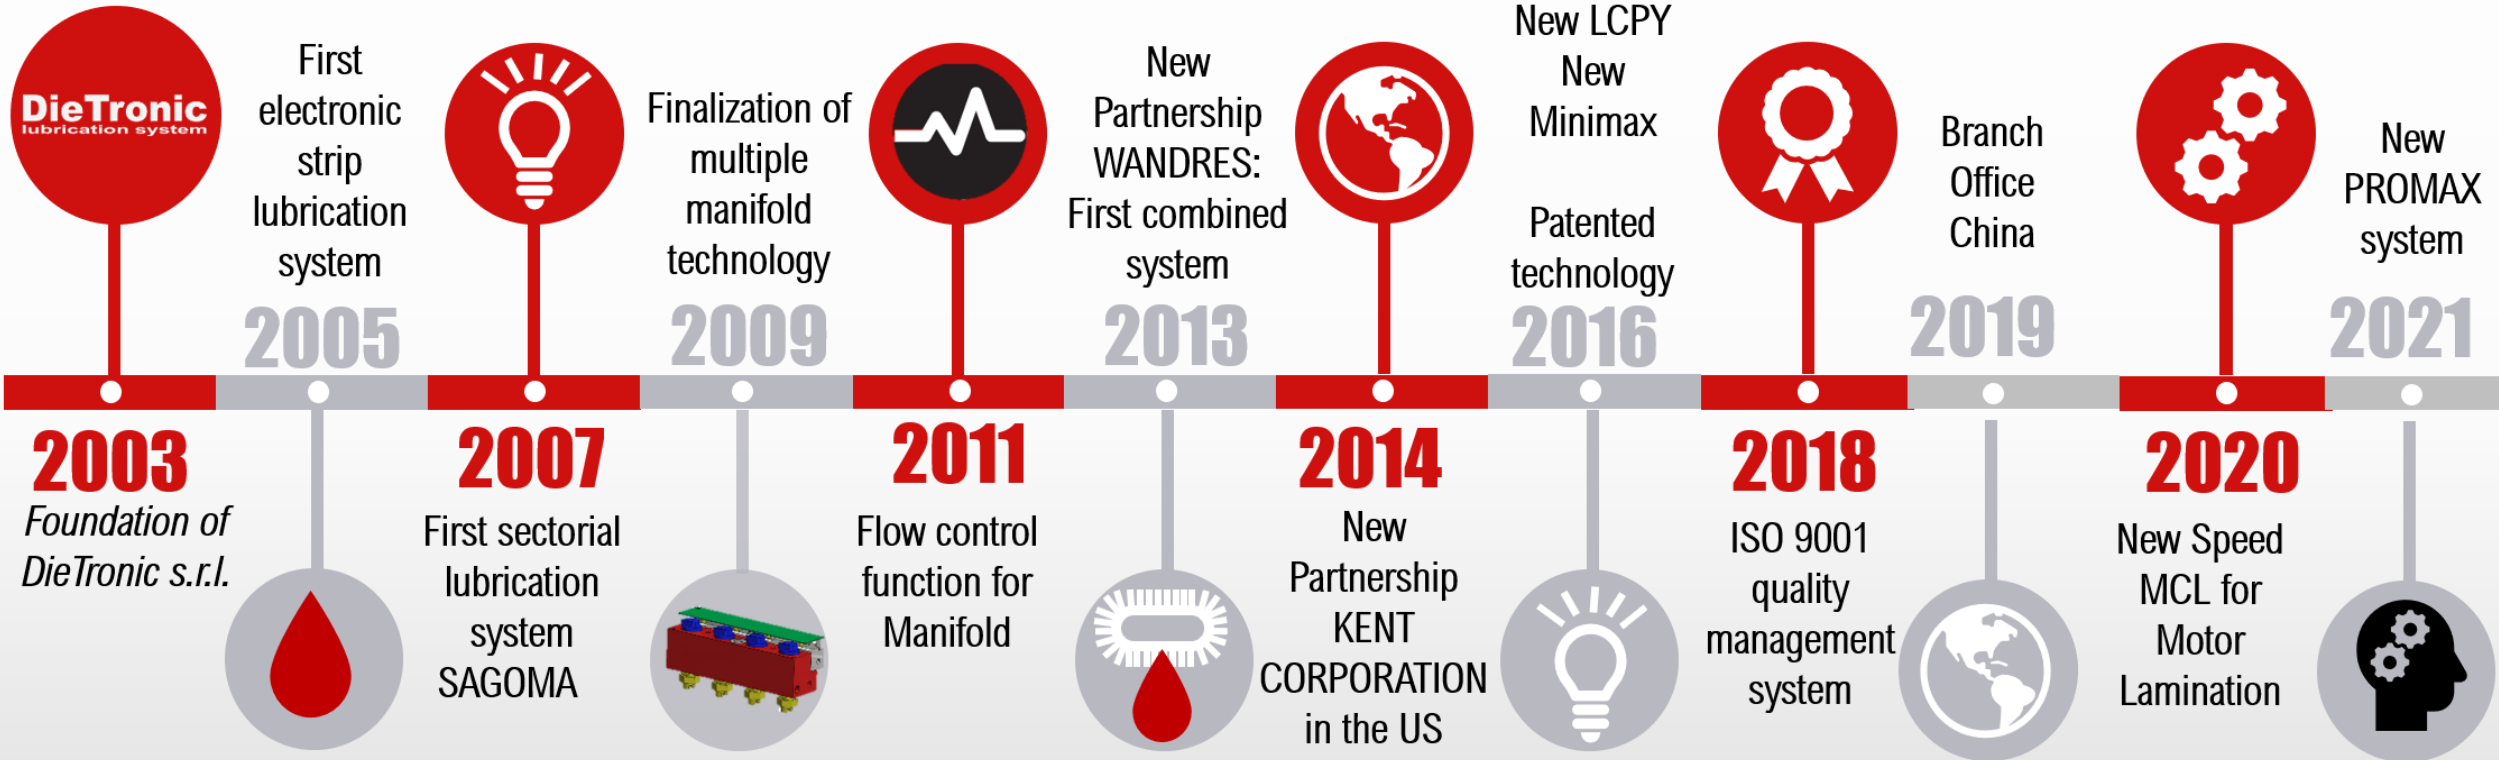 DieTronic
lubrication system
2003
Foundation of
DieTronic s.r.l.
First
electronic
strip
lubrication
system
2005
2007
First sectorial
lubrication
system
SAGOMA
Finalization of
multiple
manifold
technology
2009
2011
Flow control
function for
Manifold
New
Partnership
WANDRES:
First combined
system
2013
2014
New
Partnership
KENT
CORPORATION
in the US
New LCPY
New
Minimax
Patented
technology
2016
2018
ISO 9001
quality
management
system
Branch
Office
China
2019
2020
New Speed
MCL for
Motor
Lamination
New
PROMAX
system
2021